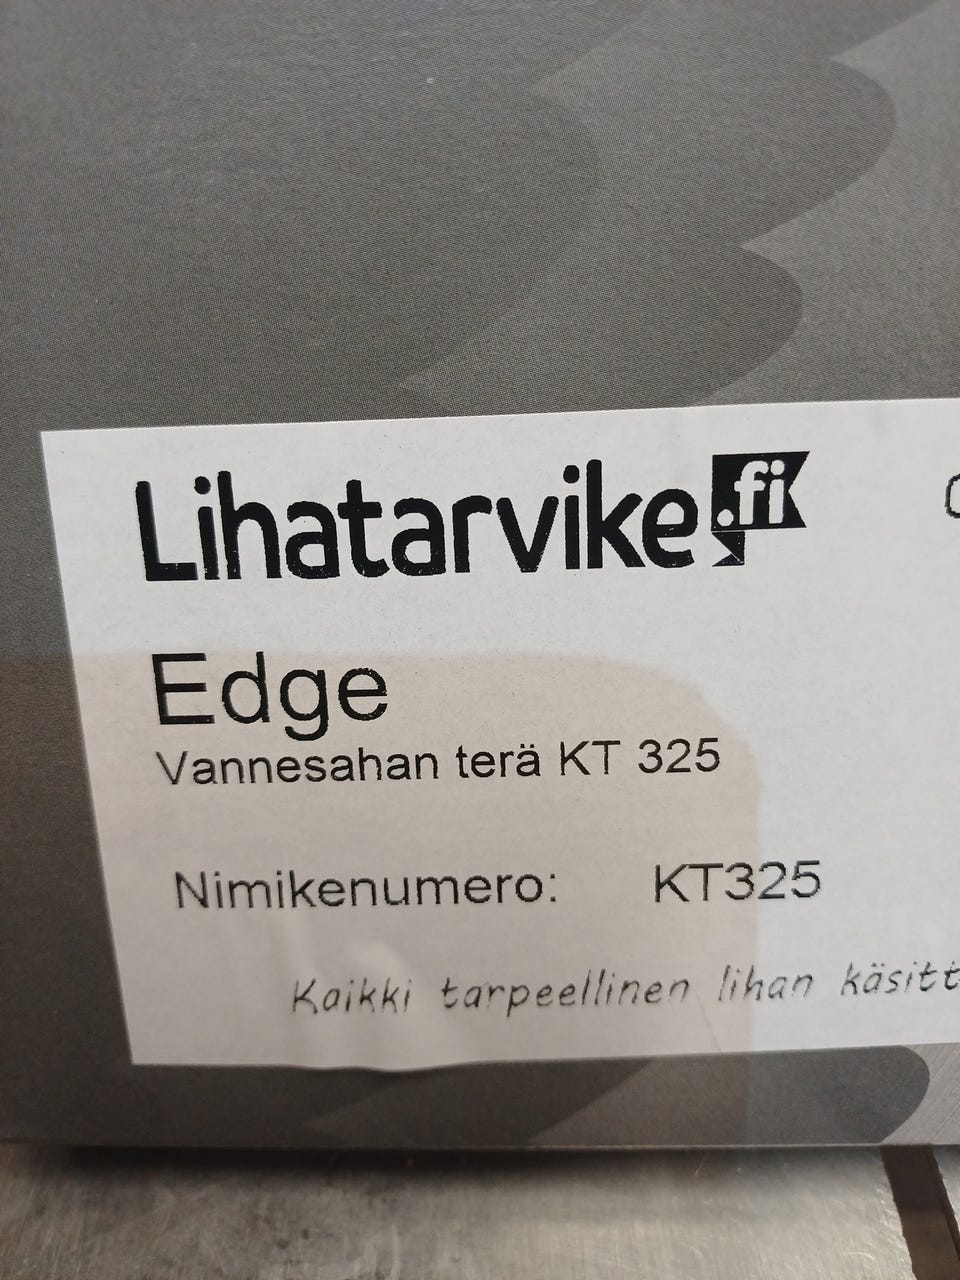 Lihatarvike.fi
Edge
Vannesahan terä KT 325
Nimikenumero: KT325
Kaikki tarpeellinen lihan